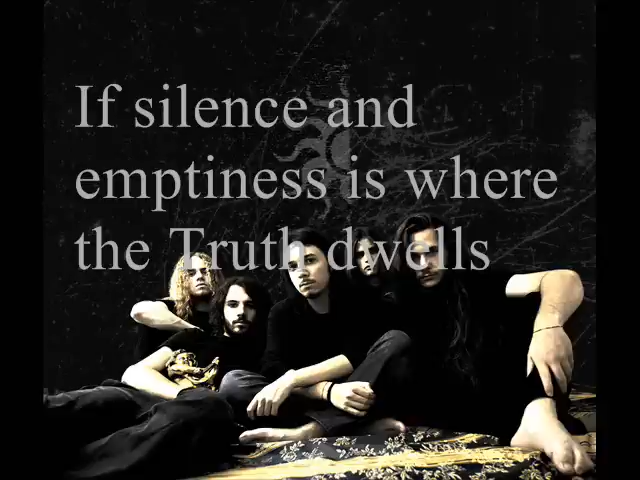 If silence and
emptiness is where
the Truth dwells